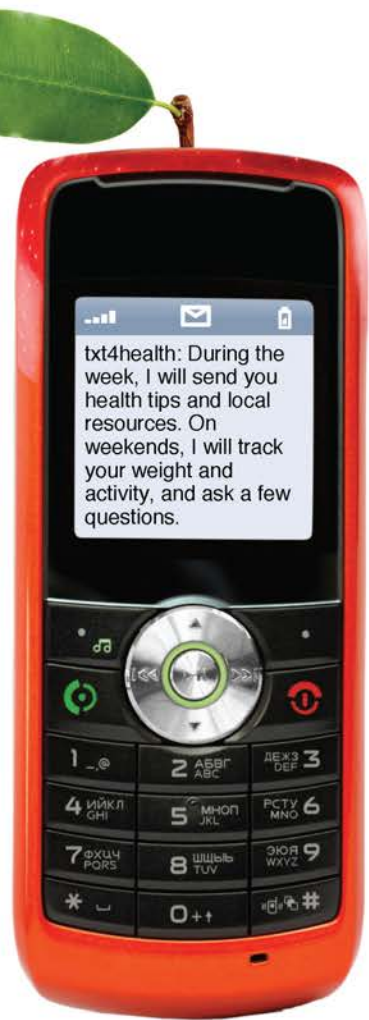 txt4health: During the
week, I will send you
health tips and local
resources. On
weekends, I will track
your weight and
activity, and ask a few
questions.
1 _,@
2 АБВГ ABC
ДЕЖЗ DEF 3
4 ИЙКЛ GHI
5 МНОП JKL
РСТУ MNO 6
7 ФХЦЧ PQRS
8 ШЩЬЫЬ TUV
ЭЮЯ WXYZ 9
*
0 +
#